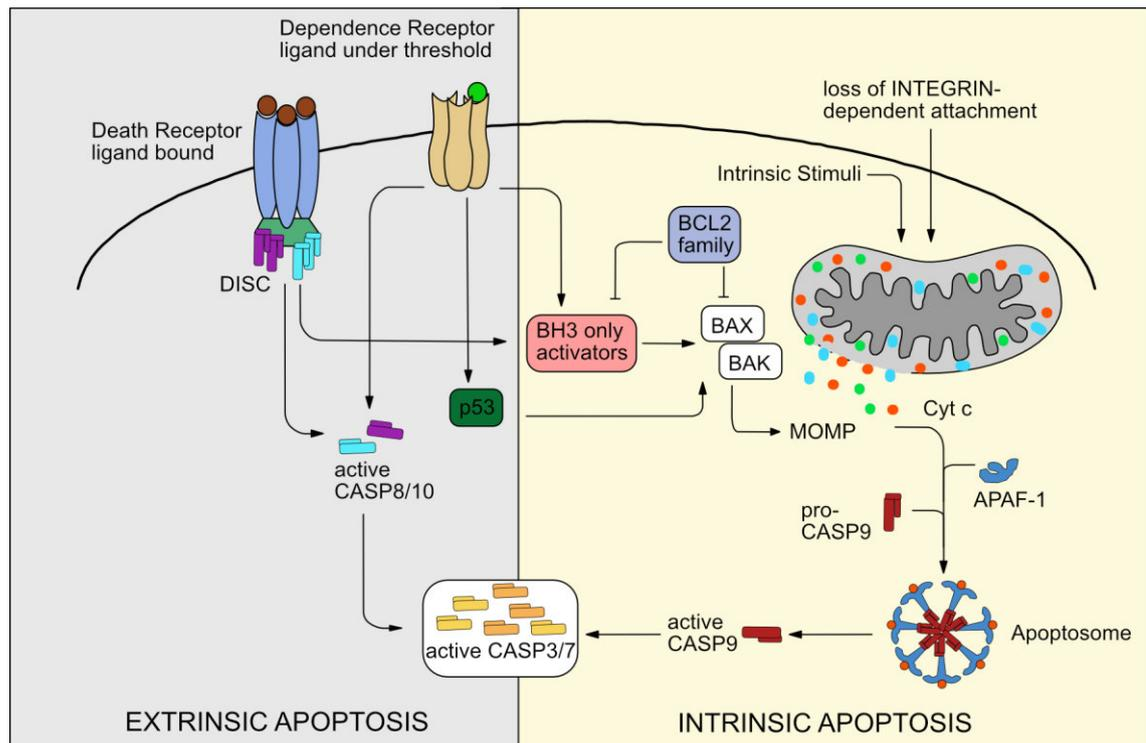 Dependence Receptor
ligand under threshold
Death Receptor
ligand bound
DISC
loss of INTEGRIN-
dependent attachment
Intrinsic Stimuli
BCL2
family
BH3 only
activators
BAX
BAK
p53
MOMP
Cyt c
active
CASP8/10
APAF-1
pro-
CASP9
active CASP3/7
active
CASP9
Apoptosome
EXTRINSIC APOPTOSIS
INTRINSIC APOPTOSIS